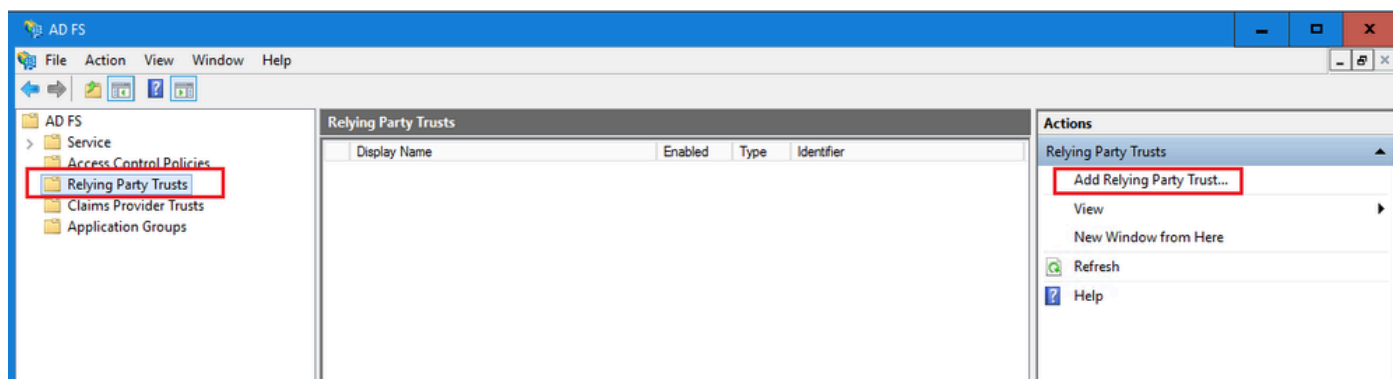 AD FS
File Action View Window Help
AD FS
Service
Access Control Policies
Relying Party Trusts
Claims Provider Trusts
Application Groups
Relying Party Trusts
Display Name Enabled Type Identifier
Actions
Relying Party Trusts
Add Relying Party Trust...
View
New Window from Here
Refresh
Help